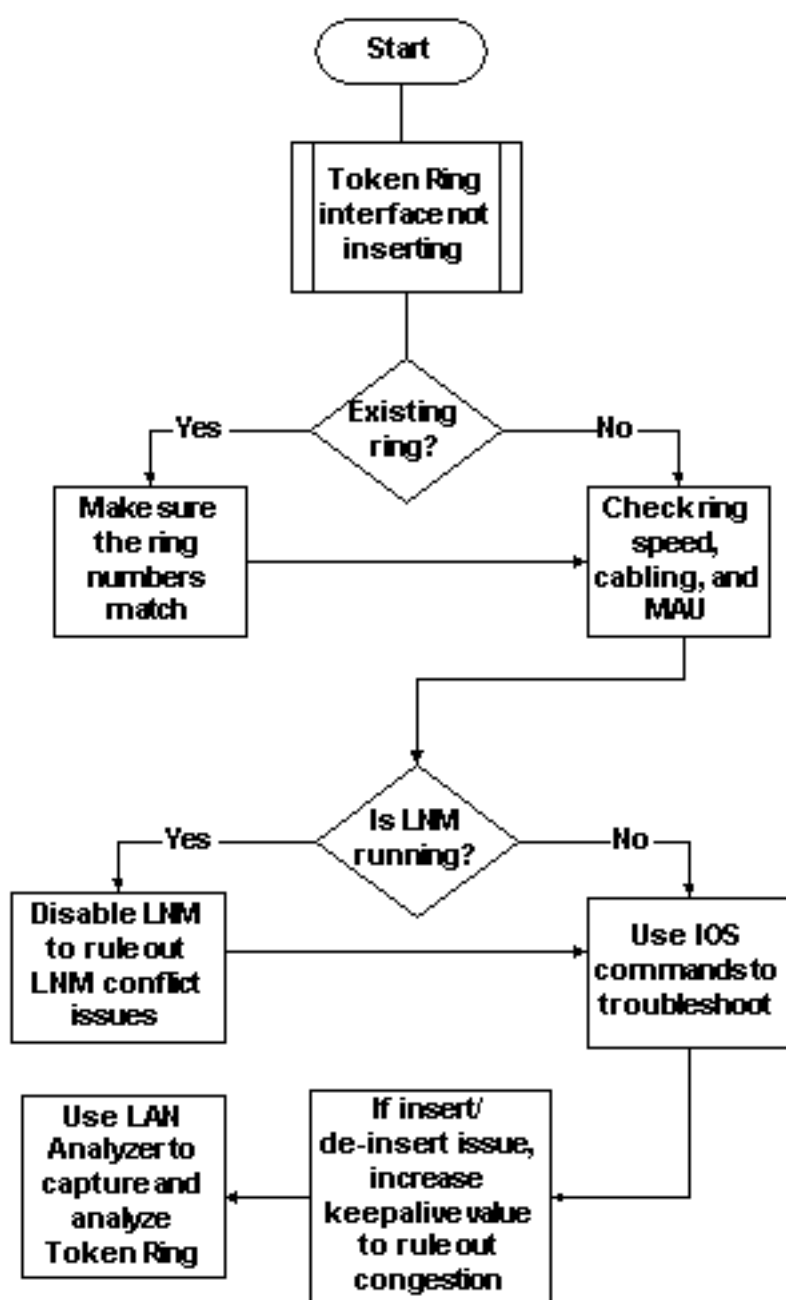 Start
Token Ring
interface not
inserting
Existing
ring?
Yes
No
Make sure
the ring
numbers
match
Check ring
speed,
cabling, and
MAU
Is LNM
running?
Yes
No
Disable LNM
to rule out
LNM conflict
issues
Use IOS
commands to
troubleshoot
If insert/
de-insert issue,
increase
keepalive value
to rule out
congestion
Use LAN
Analyzer to
capture and
analyze
Token Ring